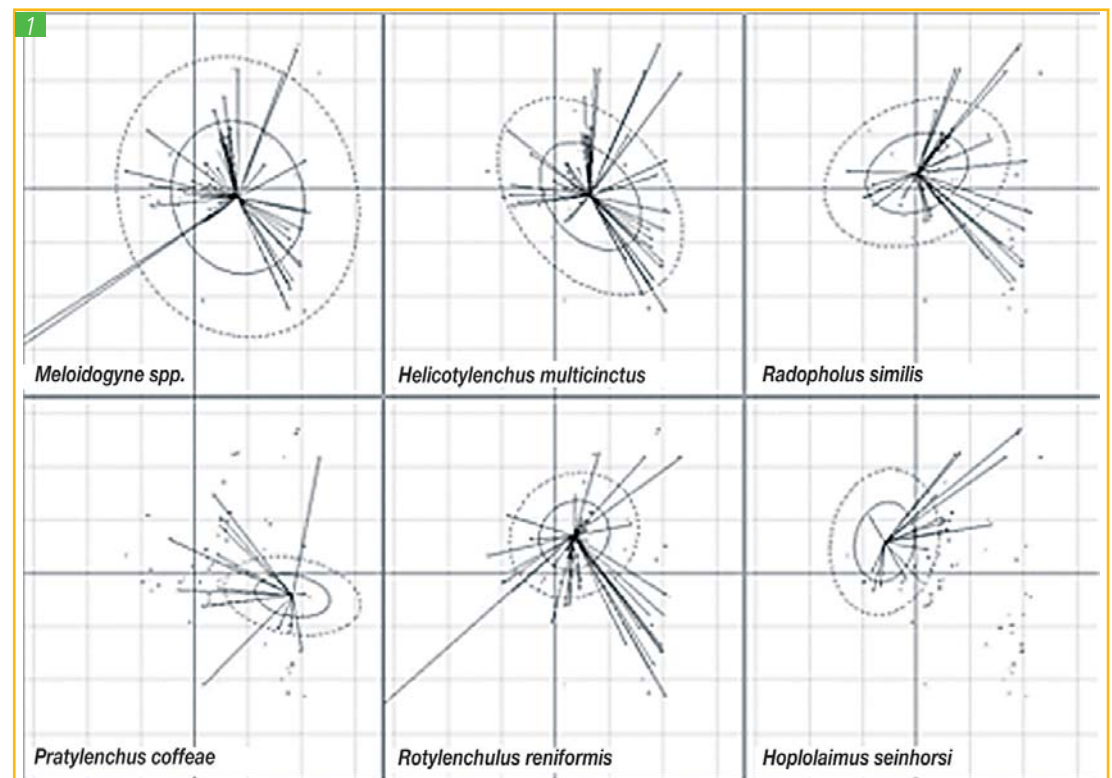 1
Meloidogyne spp.
Helicotylenchus multicinctus
Radopholus similis
Pratylenchus coffeae
Rotylenchulus reniformis
Hoplolaimus seinhorsi